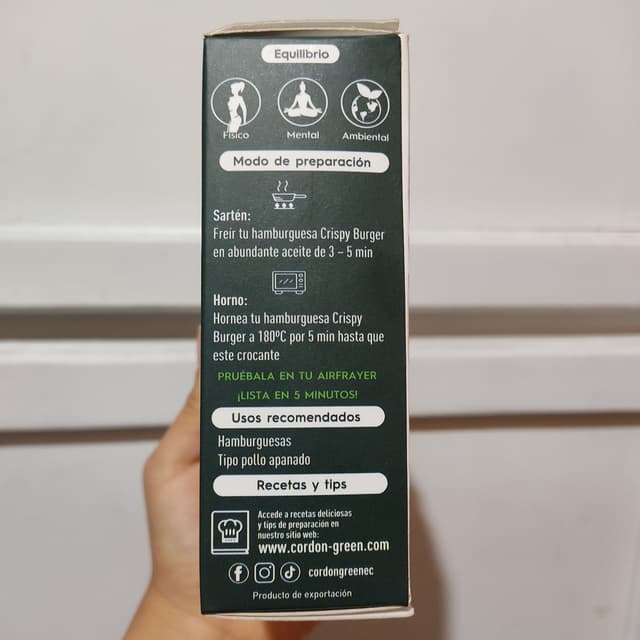 Equilibrio
Físico Mental Ambiental
Modo de preparación
Sartén:
Freír tu hamburguesa Crispy Burger
en abundante aceite de 3 – 5 min
Horno:
Hornea tu hamburguesa Crispy
Burger a 180ºC por 5 min hasta que
este crocante
PRUÉBALA EN TU AIRFRAYER
¡LISTA EN 5 MINUTOS!
Usos recomendados
Hamburguesas
Tipo pollo apanado
Recetas y tips
Accede a recetas deliciosas
y tips de preparación en
nuestro sitio web:
www.cordon-green.com
cordongreenec
Producto de exportación